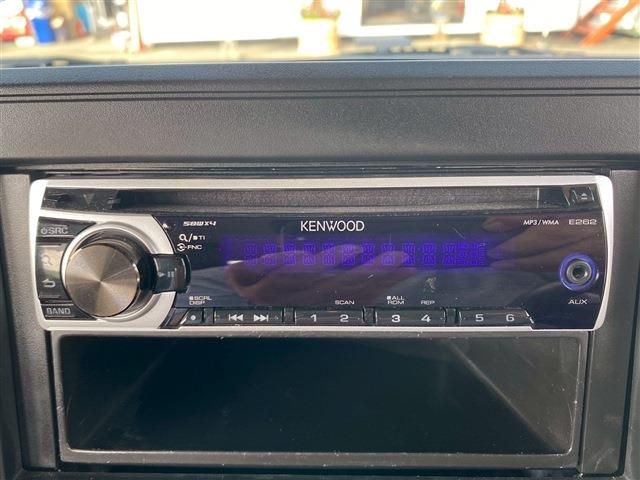 SRC
50W×4
KENWOOD
MP3/WMA E262
TI
FNC
AUX
BAND
SCRL
DISP
SCAN
ALL
RDM
REP
1 2 3 4 5 6